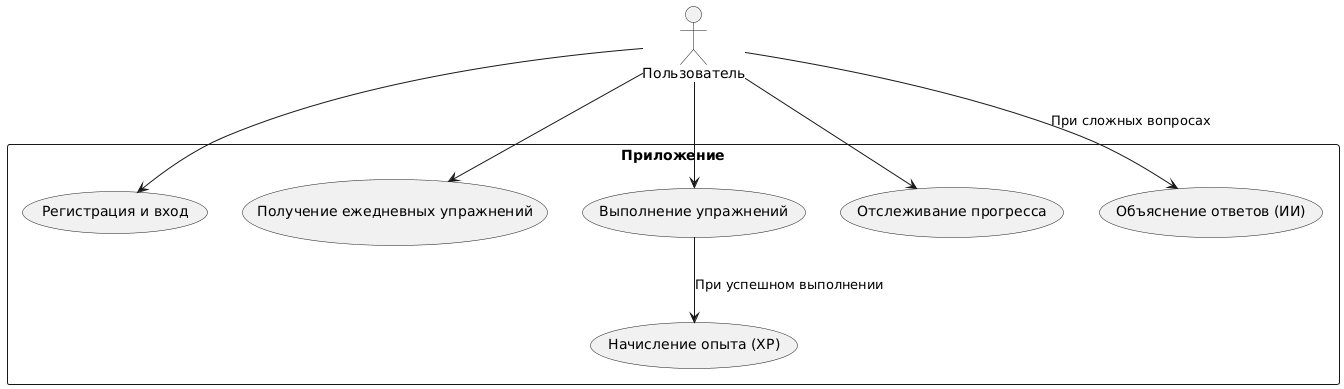 Пользователь
При сложных вопросах
Приложение
Регистрация и вход
Получение ежедневных упражнений
Выполнение упражнений
Отслеживание прогресса
Объяснение ответов (ИИ)
При успешном выполнении
Начисление опыта (XP)